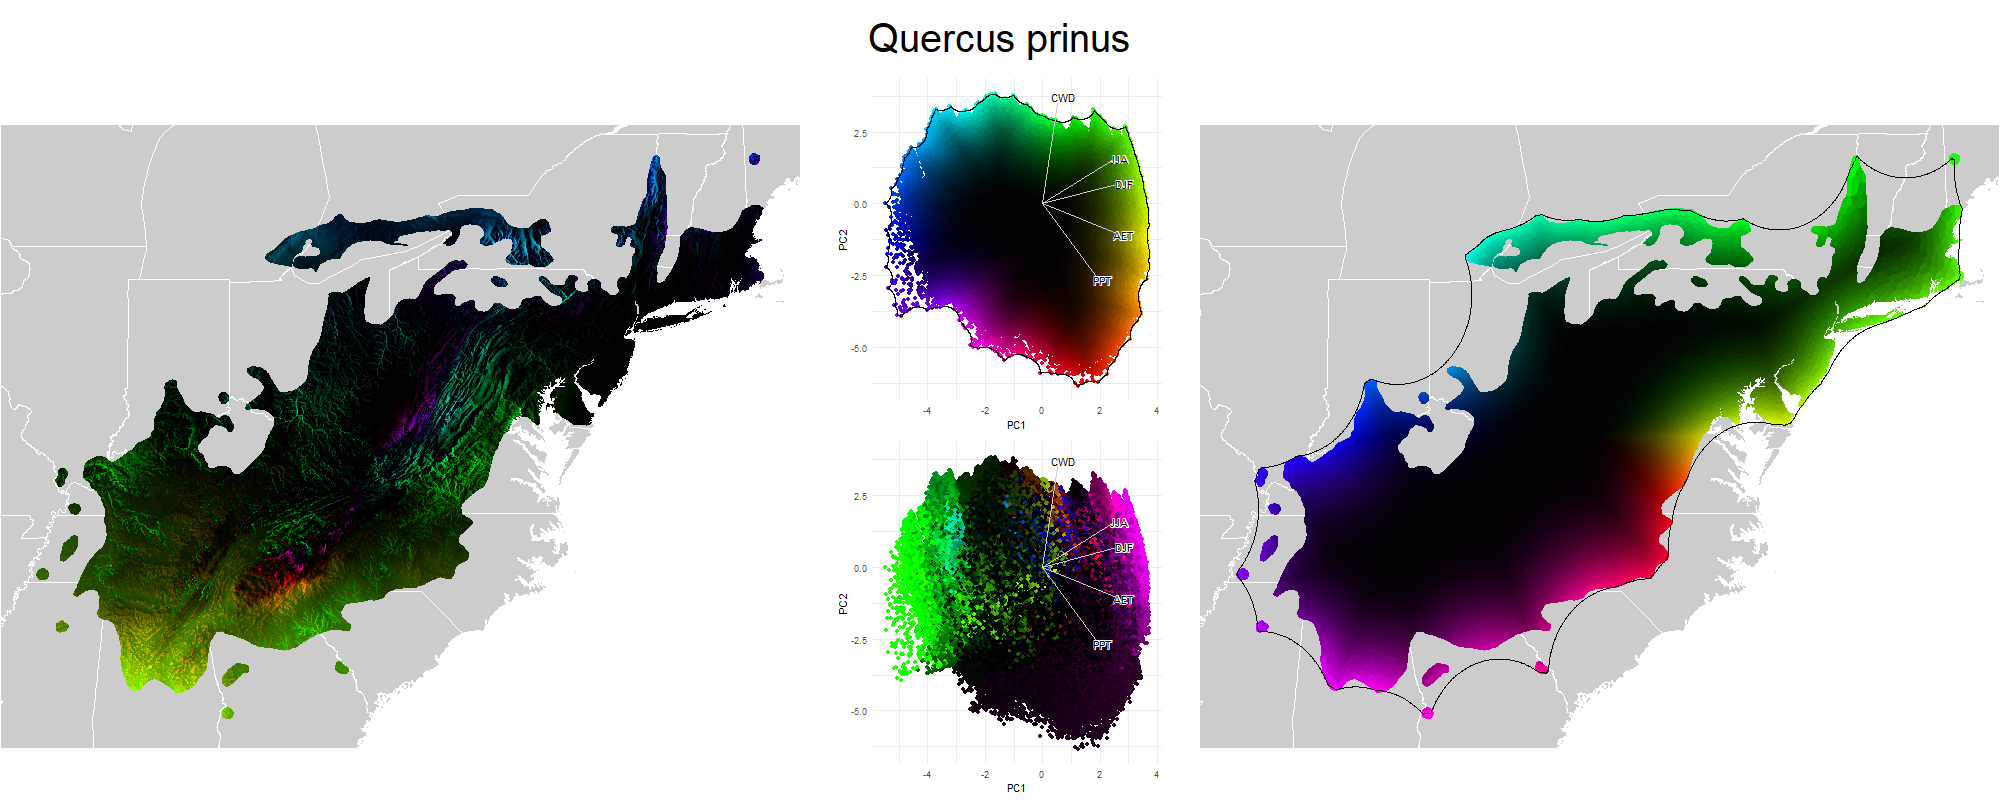 Quercus prinus
CWD
2.5
JJA
DJF
0.0
AET
PC2
PPT
-2.5
-5.0
-4
-2
0
2
4
PC1
CWD
2.5
JJA
DJF
0.0
AET
PC2
PPT
-2.5
-5.0
-4
-2
0
2
4
PC1